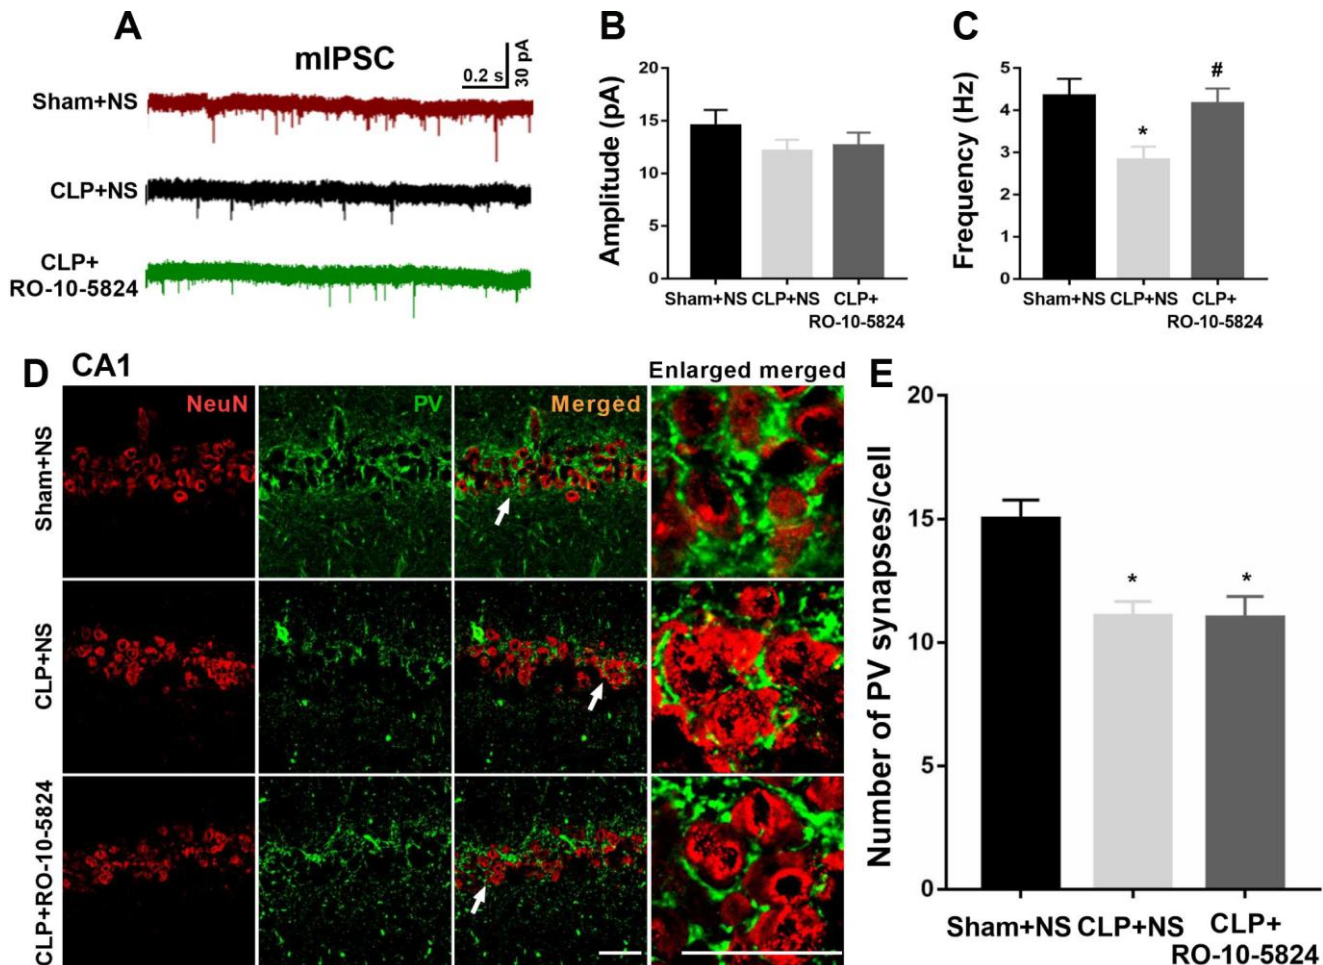 A
mIPSC
0.2 s
30 pA
Sham+NS
CLP+NS
CLP+
RO-10-5824
B
Amplitude (pA)
20
15
10
5
0
Sham+NS CLP+NS CLP+
RO-10-5824
C
Frequency (Hz)
5
4
3
2
1
0
*
#
Sham+NS CLP+NS CLP+
RO-10-5824
D
CA1
Enlarged merged
NeuN
PV
Merged
Sham+NS
CLP+NS
CLP+RO-10-5824
E
Number of PV synapses/cell
20
15
10
5
0
*
*
Sham+NS CLP+NS CLP+
RO-10-5824